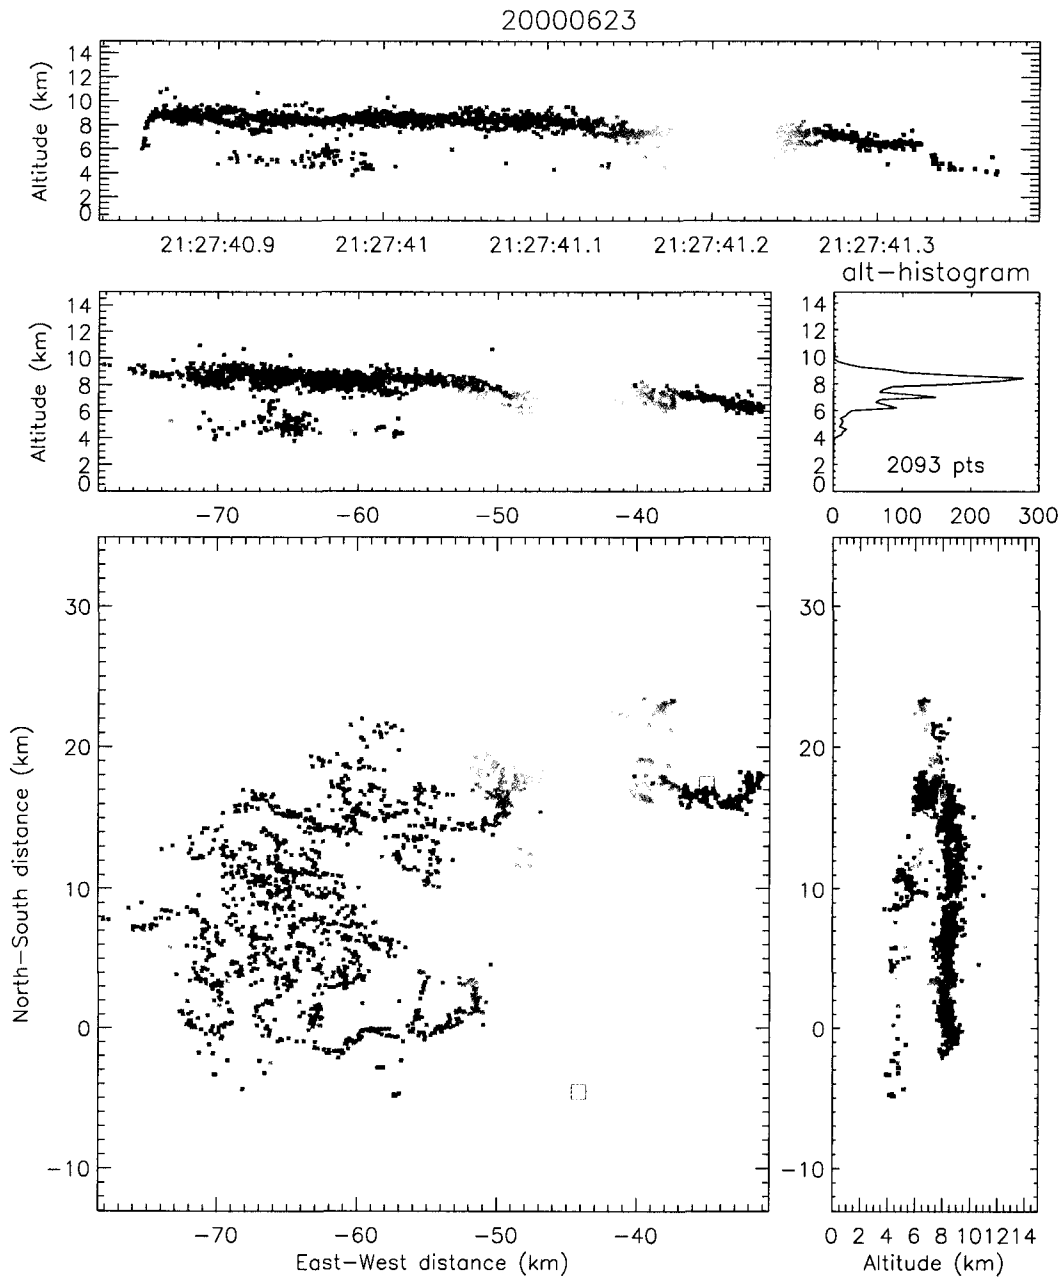 20000623
Altitude (km)
14
12
10
8
6
4
2
0
21:27:40.9 21:27:41 21:27:41.1 21:27:41.2 21:27:41.3
alt-histogram
Altitude (km)
14
12
10
8
6
4
2
0
-70 -60 -50 -40
14
12
10
8
6
4
2
0
2093 pts
0 100 200 300
North-South distance (km)
30
20
10
0
-10
-70 -60 -50 -40
East-West distance (km)
30
20
10
0
-10
0 2 4 6 8 10 12 14
Altitude (km)